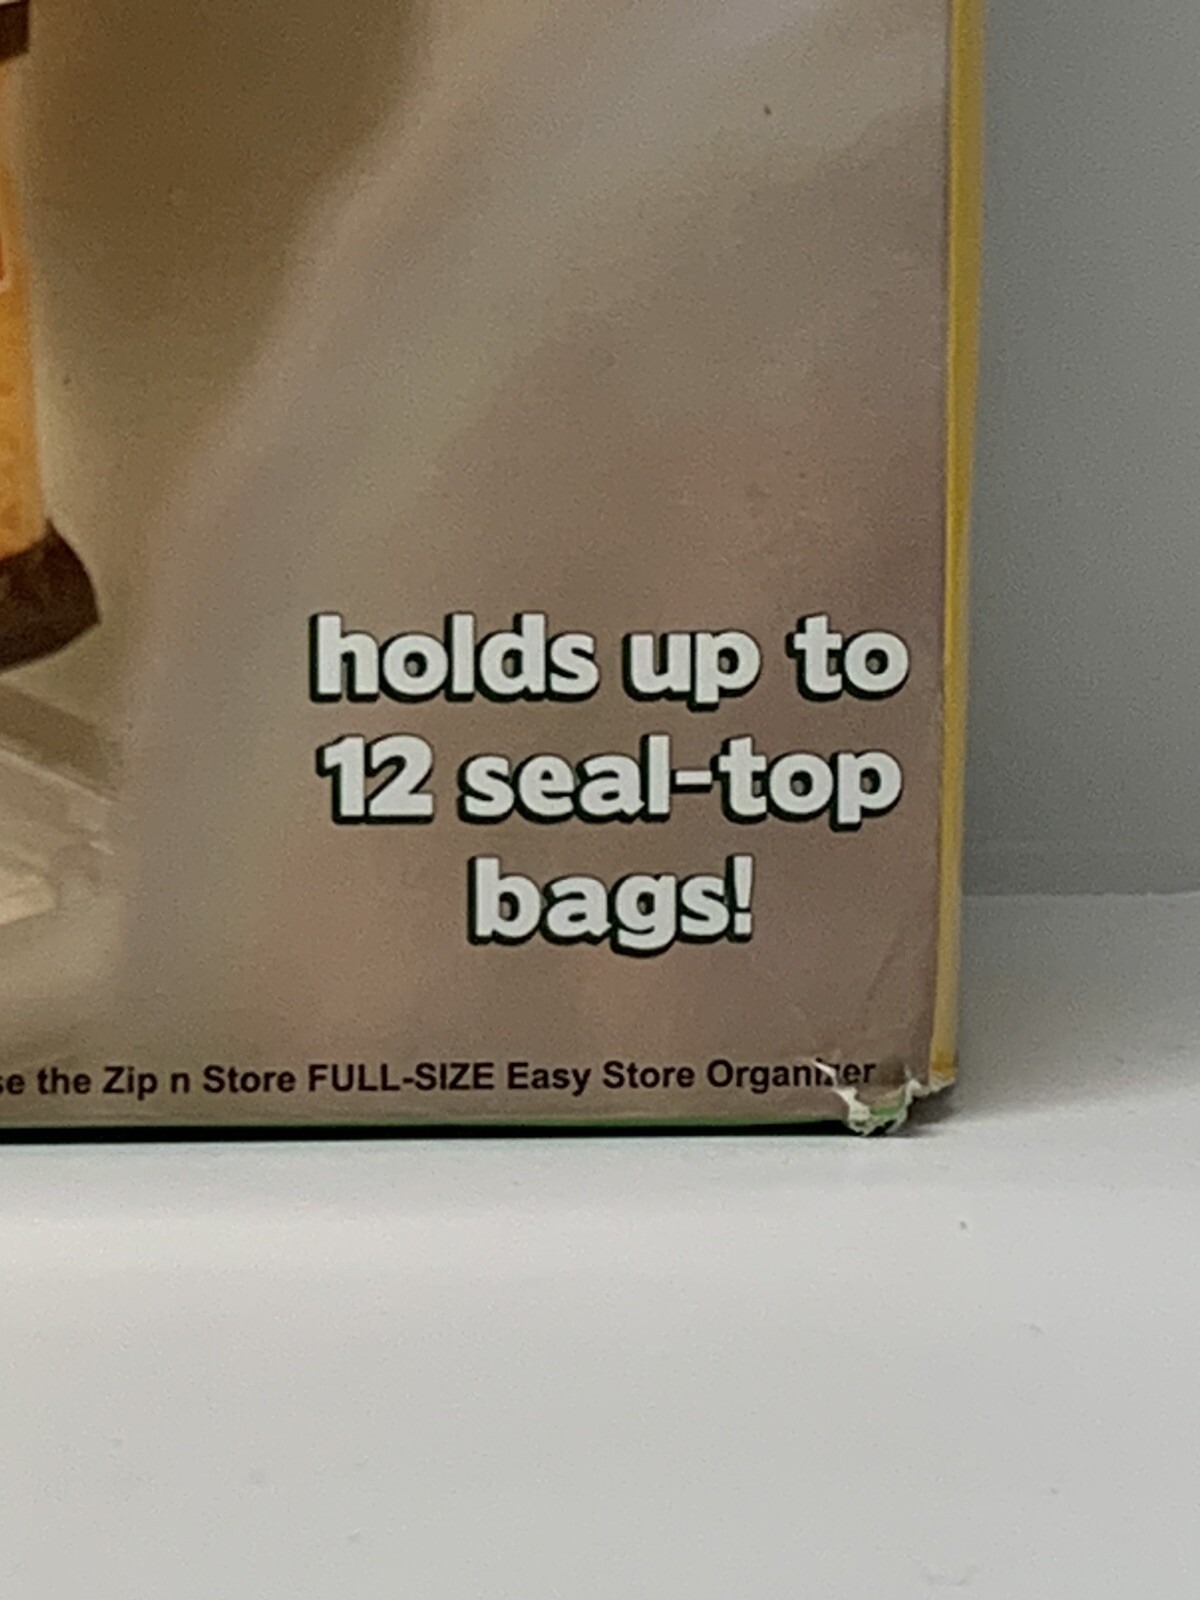 holds up to
12 seal-top
bags!
the Zip n Store FULL-SIZE Easy Store Organizer